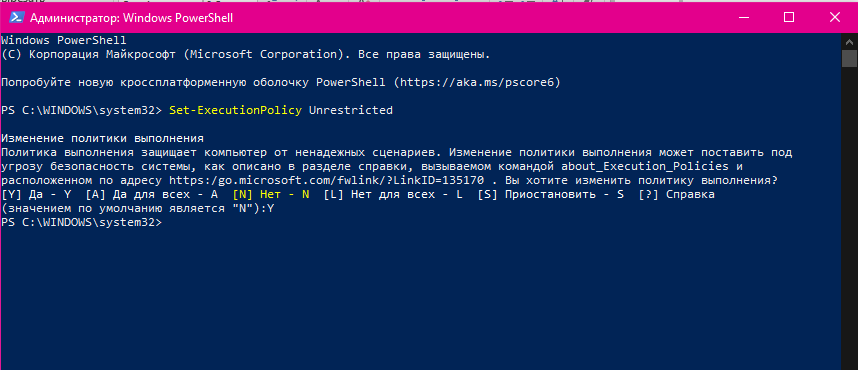 Администратор: Windows PowerShell
Windows PowerShell
(C) Корпорация Майкрософт (Microsoft Corporation). Все права защищены.
Попробуйте новую кроссплатформенную оболочку PowerShell (https://aka.ms/pscore6)
PS C:\WINDOWS\system32> Set-ExecutionPolicy Unrestricted
Изменение политики выполнения
Политика выполнения защищает компьютер от ненадежных сценариев. Изменение политики выполнения может поставить под
угрозу безопасность системы, как описано в разделе справки, вызываемом командой about_Execution_Policies и
расположенном по адресу https:/go.microsoft.com/fwlink/?LinkID=135170 . Вы хотите изменить политику выполнения?
[Y] Да - Y  [A] Да для всех - A  [N] Нет - N  [L] Нет для всех - L  [S] Приостановить - S  [?] Справка
(значением по умолчанию является "N"):Y
PS C:\WINDOWS\system32>